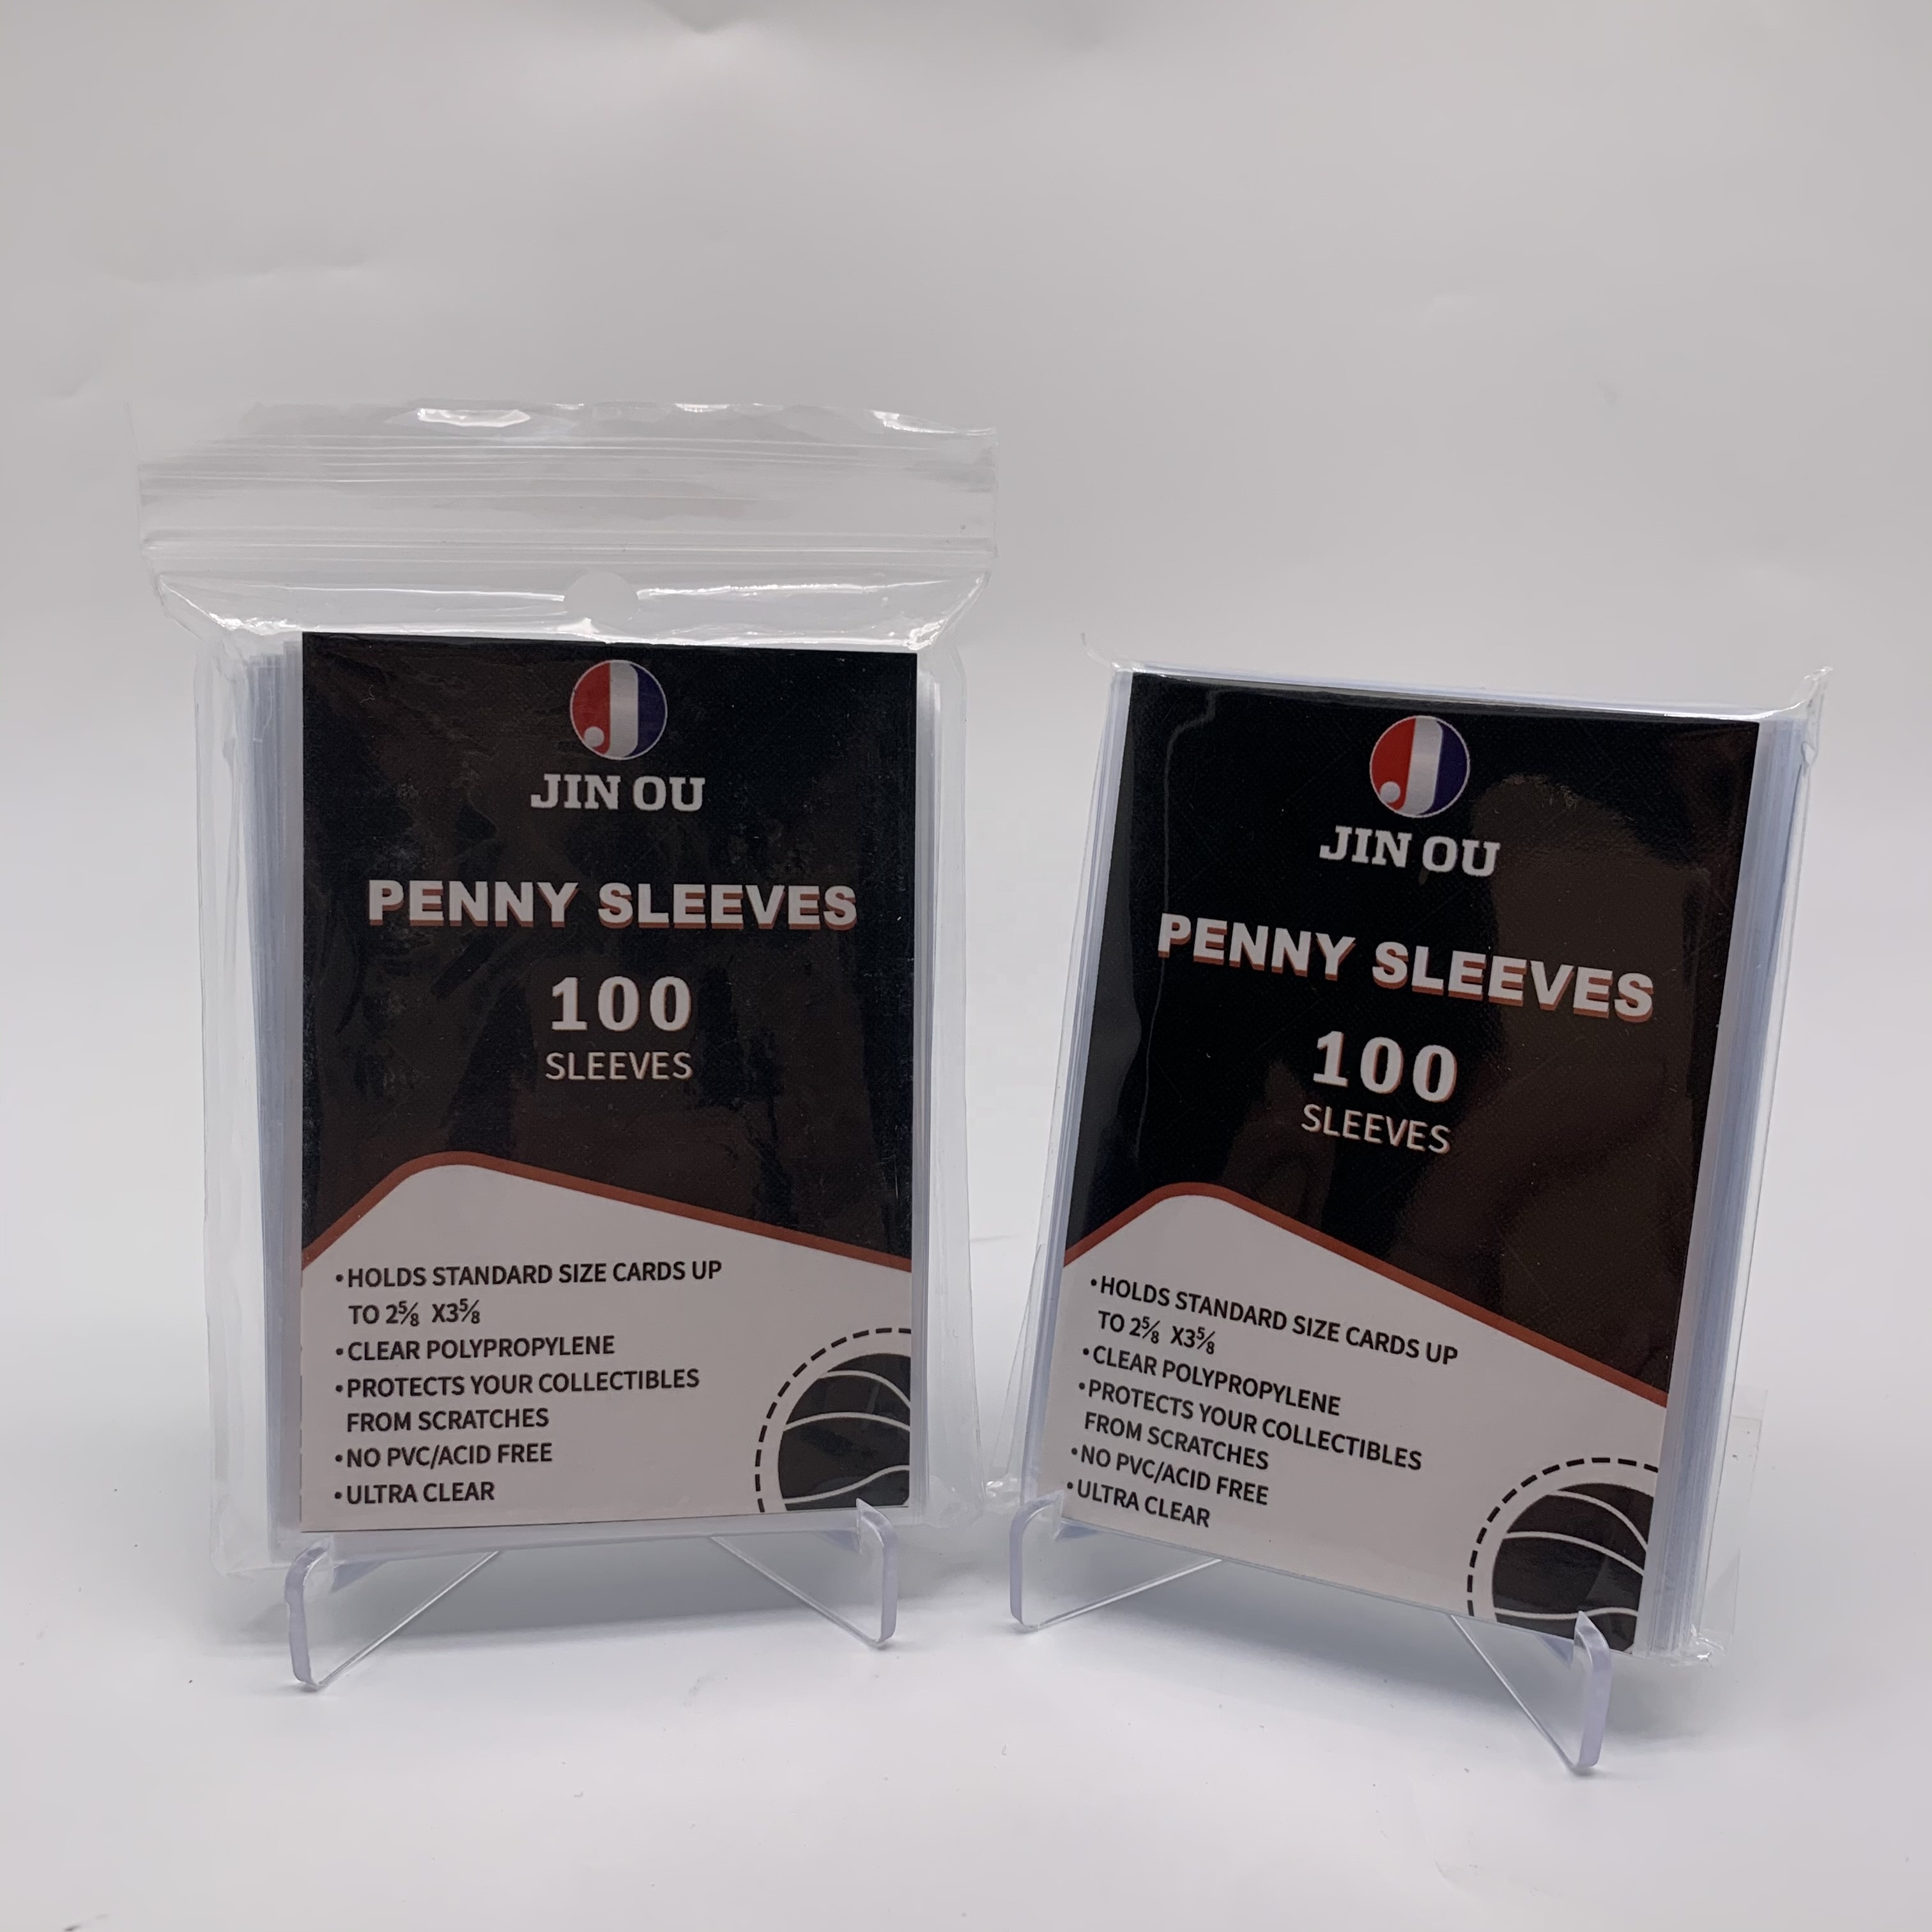 JIN OU
PENNY SLEEVES
100
SLEEVES
•HOLDS STANDARD SIZE CARDS UP
TO 2⅝ X3⅝
•CLEAR POLYPROPYLENE
•PROTECTS YOUR COLLECTIBLES
FROM SCRATCHES
•NO PVC/ACID FREE
•ULTRA CLEAR
JIN OU
PENNY SLEEVES
100
SLEEVES
•HOLDS STANDARD SIZE CARDS UP
TO 2⅝ X3⅝
•CLEAR POLYPROPYLENE
•PROTECTS YOUR COLLECTIBLES
FROM SCRATCHES
•NO PVC/ACID FREE
•ULTRA CLEAR